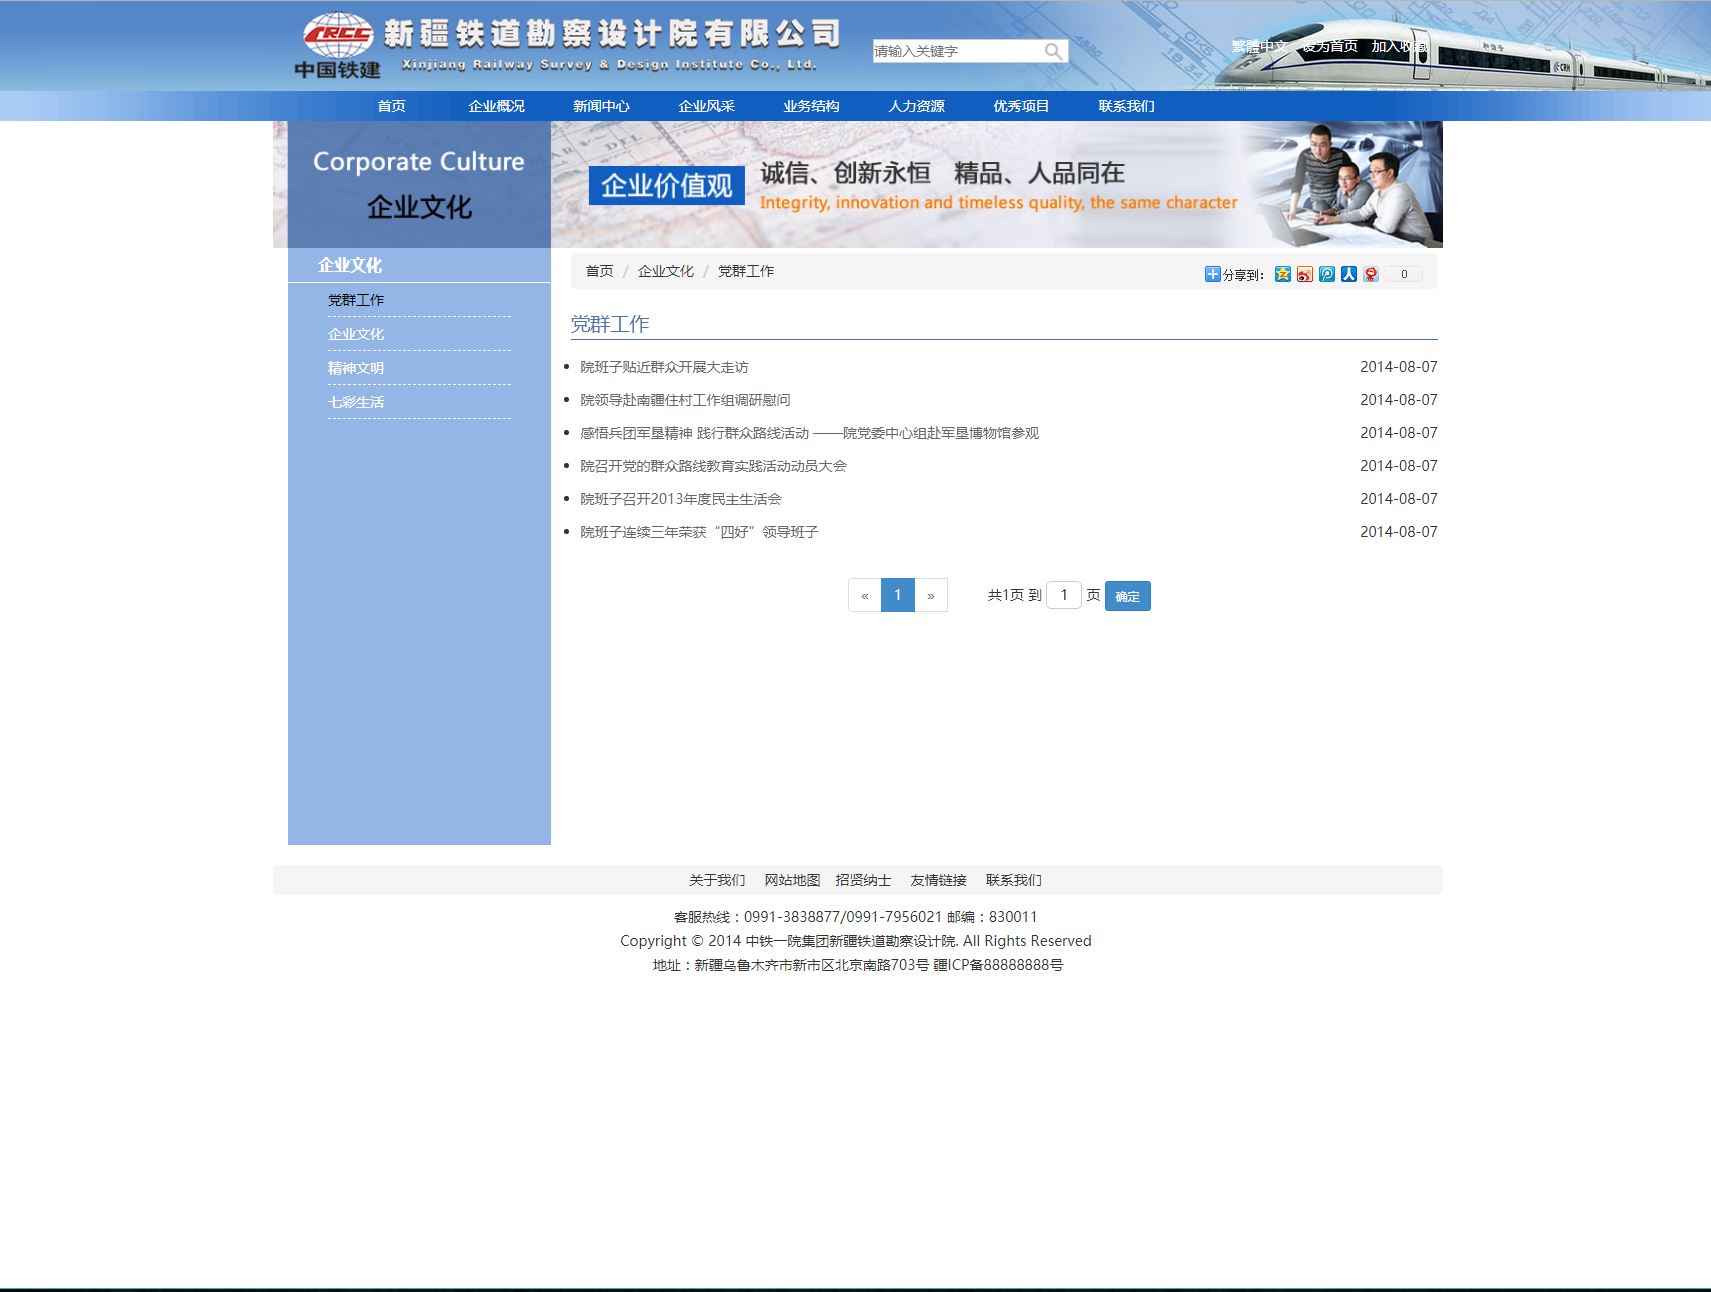 CRCC
中国铁建
新疆铁道勘察设计院有限公司
Xinjiang Railway Survey & Design Institute Co., Ltd.
请输入关键字
繁體中文 设为首页 加入收藏
首页 企业概况 新闻中心 企业风采 业务结构 人力资源 优秀项目 联系我们
Corporate Culture
企业文化
企业价值观
诚信、创新永恒 精品、人品同在
Integrity, innovation and timeless quality, the same character
企业文化
党群工作
企业文化
精神文明
七彩生活
首页 / 企业文化 / 党群工作
分享到: 0
党群工作
院班子贴近群众开展大走访 2014-08-07
院领导赴南疆住村工作组调研慰问 2014-08-07
感悟兵团军垦精神 践行群众路线活动 ——院党委中心组赴军垦博物馆参观 2014-08-07
院召开党的群众路线教育实践活动动员大会 2014-08-07
院班子召开2013年度民主生活会 2014-08-07
院班子连续三年荣获“四好”领导班子 2014-08-07
« 1 » 共1页 到 1 页 确定
关于我们 网站地图 招贤纳士 友情链接 联系我们
客服热线：0991-3838877/0991-7956021 邮编：830011
Copyright © 2014 中铁一院集团新疆铁道勘察设计院. All Rights Reserved
地址：新疆乌鲁木齐市新市区北京南路703号 疆ICP备88888888号